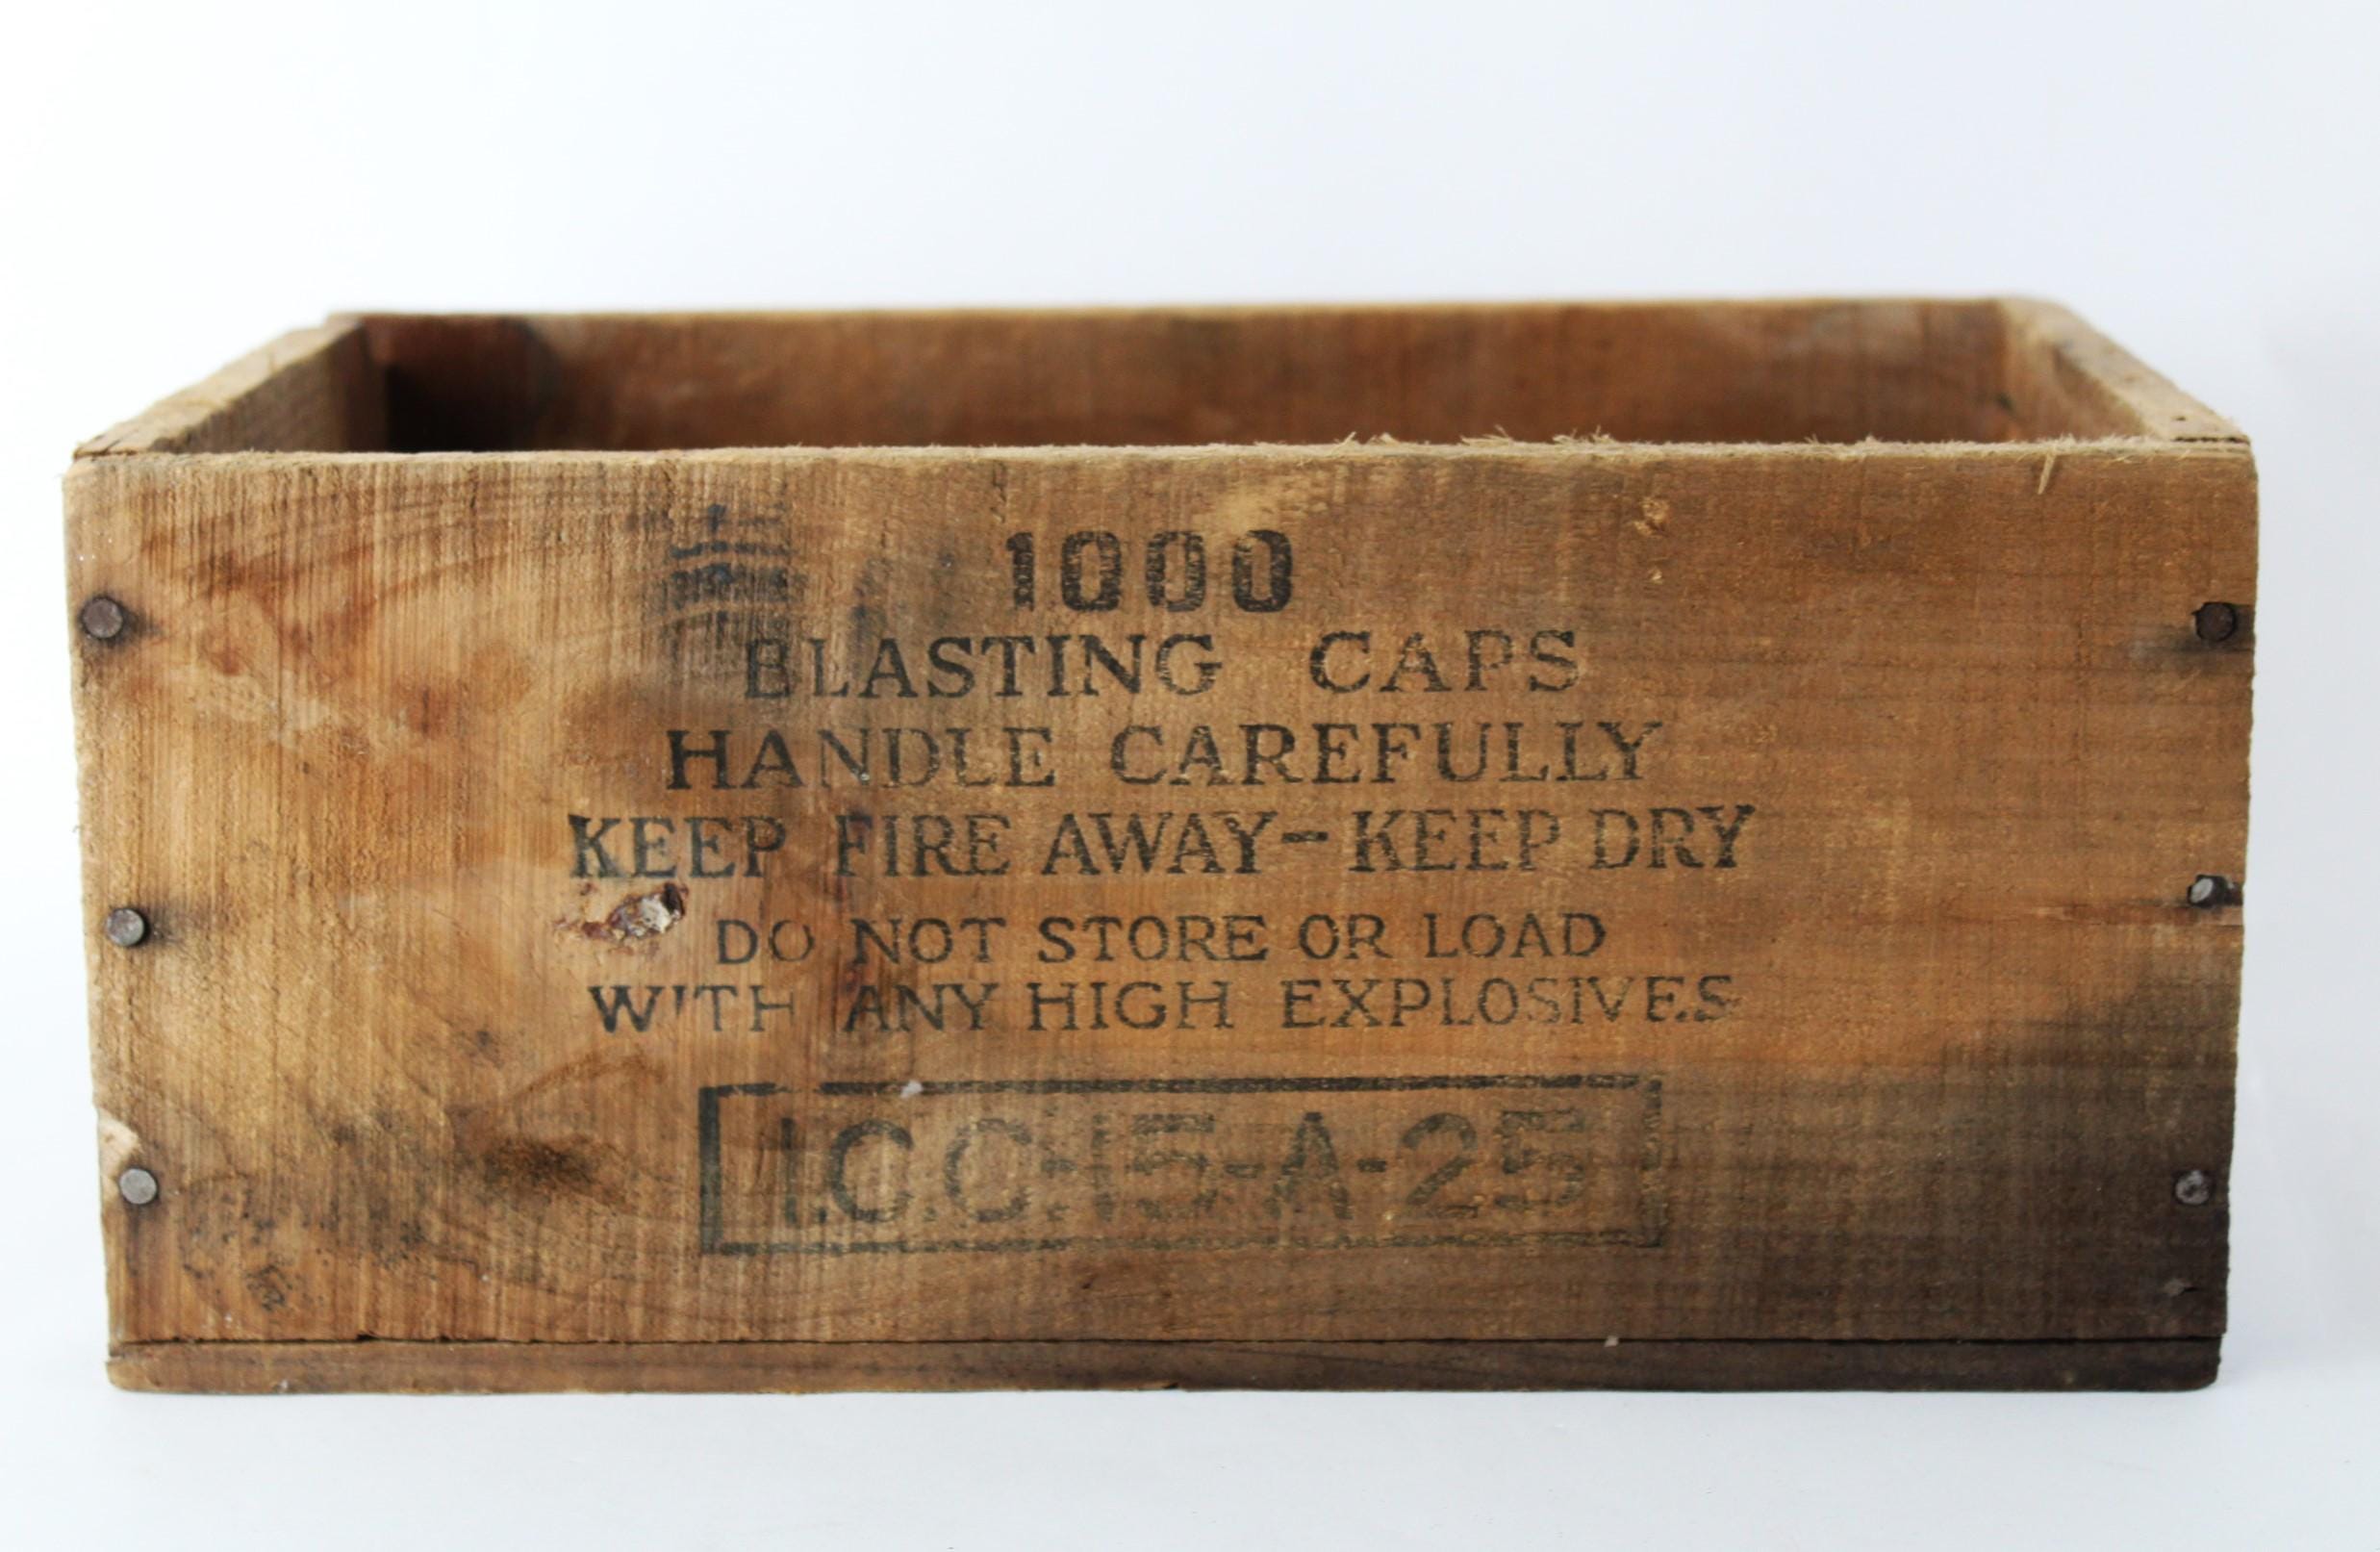 1000
BLASTING CAPS
HANDLE CAREFULLY
KEEP FIRE AWAY-KEEP DRY
DO NOT STORE OR LOAD
WITH ANY HIGH EXPLOSIVES
I.C.C.-15-A-25